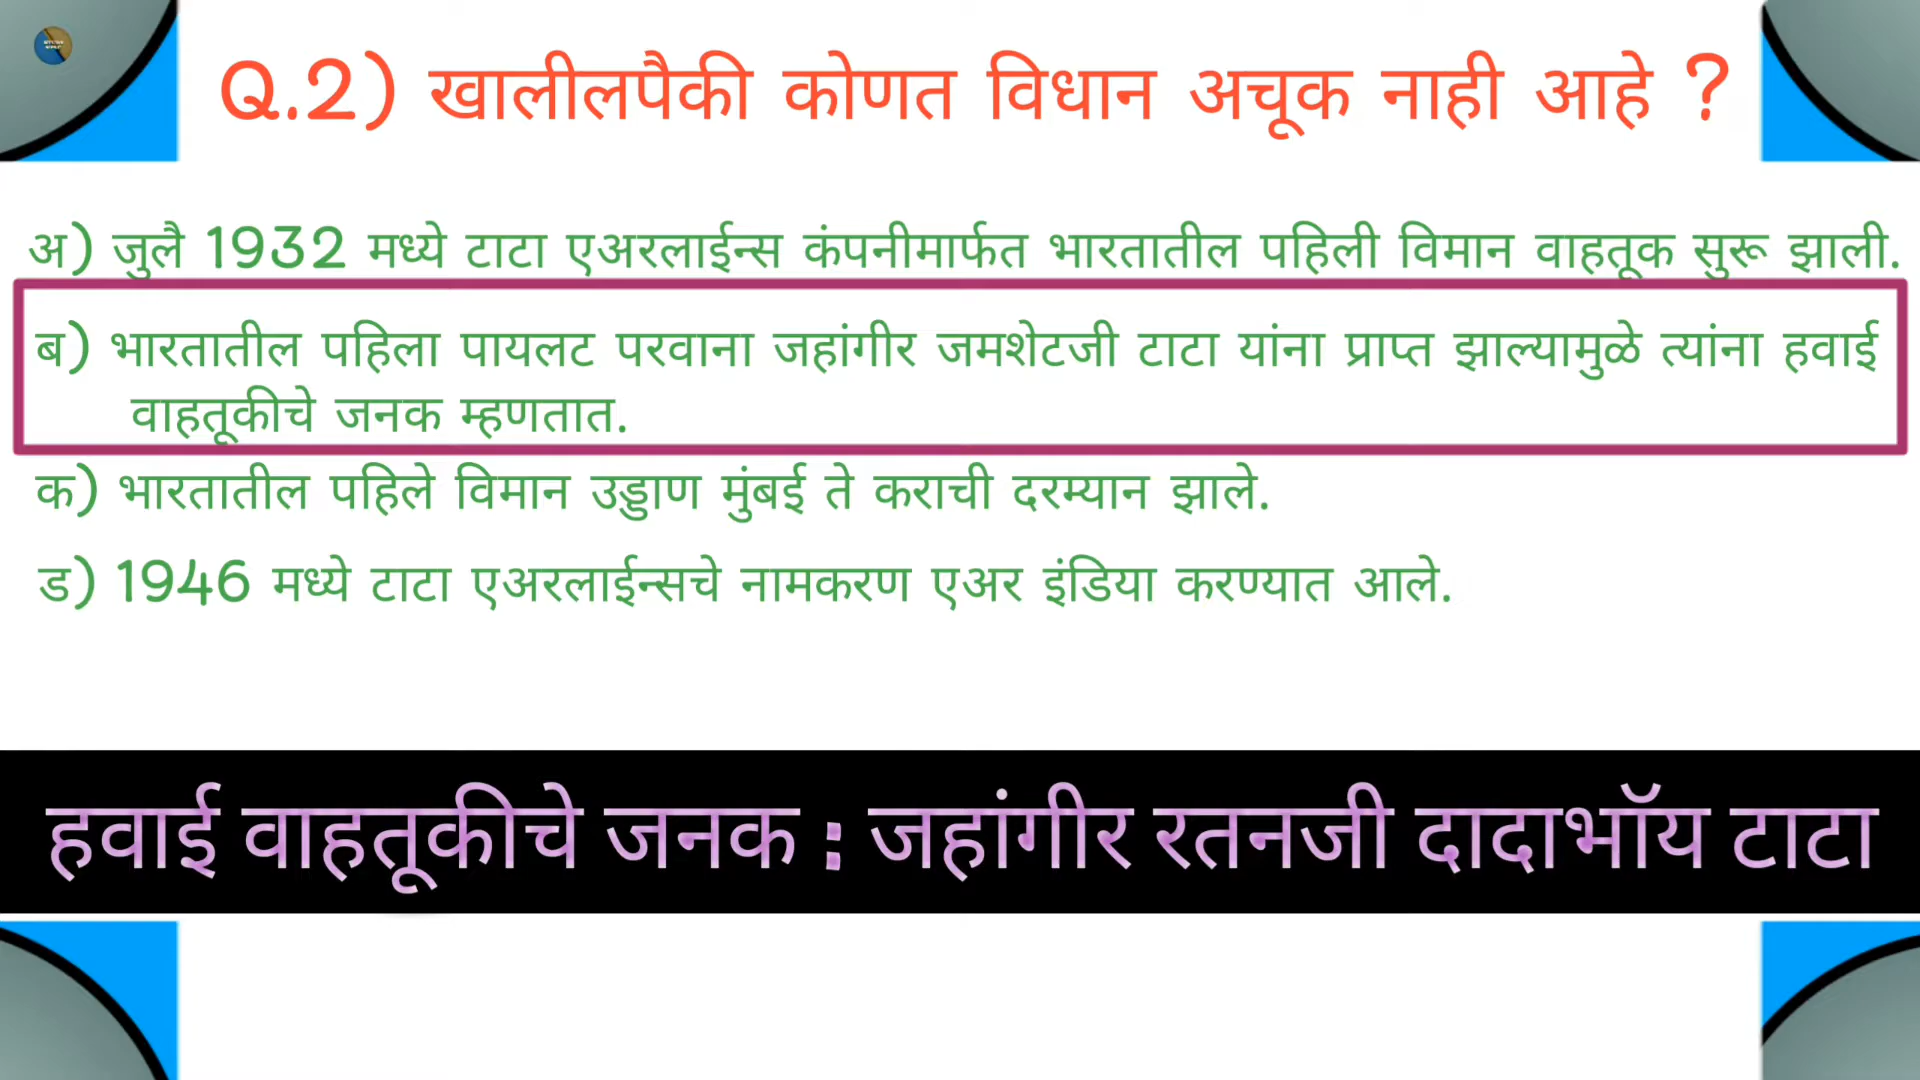 Q.2) खालीलपैकी कोणत विधान अचूक नाही आहे ?
अ) जुलै 1932 मध्ये टाटा एअरलाईन्स कंपनीमार्फत भारतातील पहिली विमान वाहतूक सुरू झाली.
ब) भारतातील पहिला पायलट परवाना जहांगीर जमशेटजी टाटा यांना प्राप्त झाल्यामुळे त्यांना हवाई
वाहतूकीचे जनक म्हणतात.
क) भारतातील पहिले विमान उड्डाण मुंबई ते कराची दरम्यान झाले.
ड) 1946 मध्ये टाटा एअरलाईन्सचे नामकरण एअर इंडिया करण्यात आले.
हवाई वाहतूकीचे जनक : जहांगीर रतनजी दादाभॉय टाटा